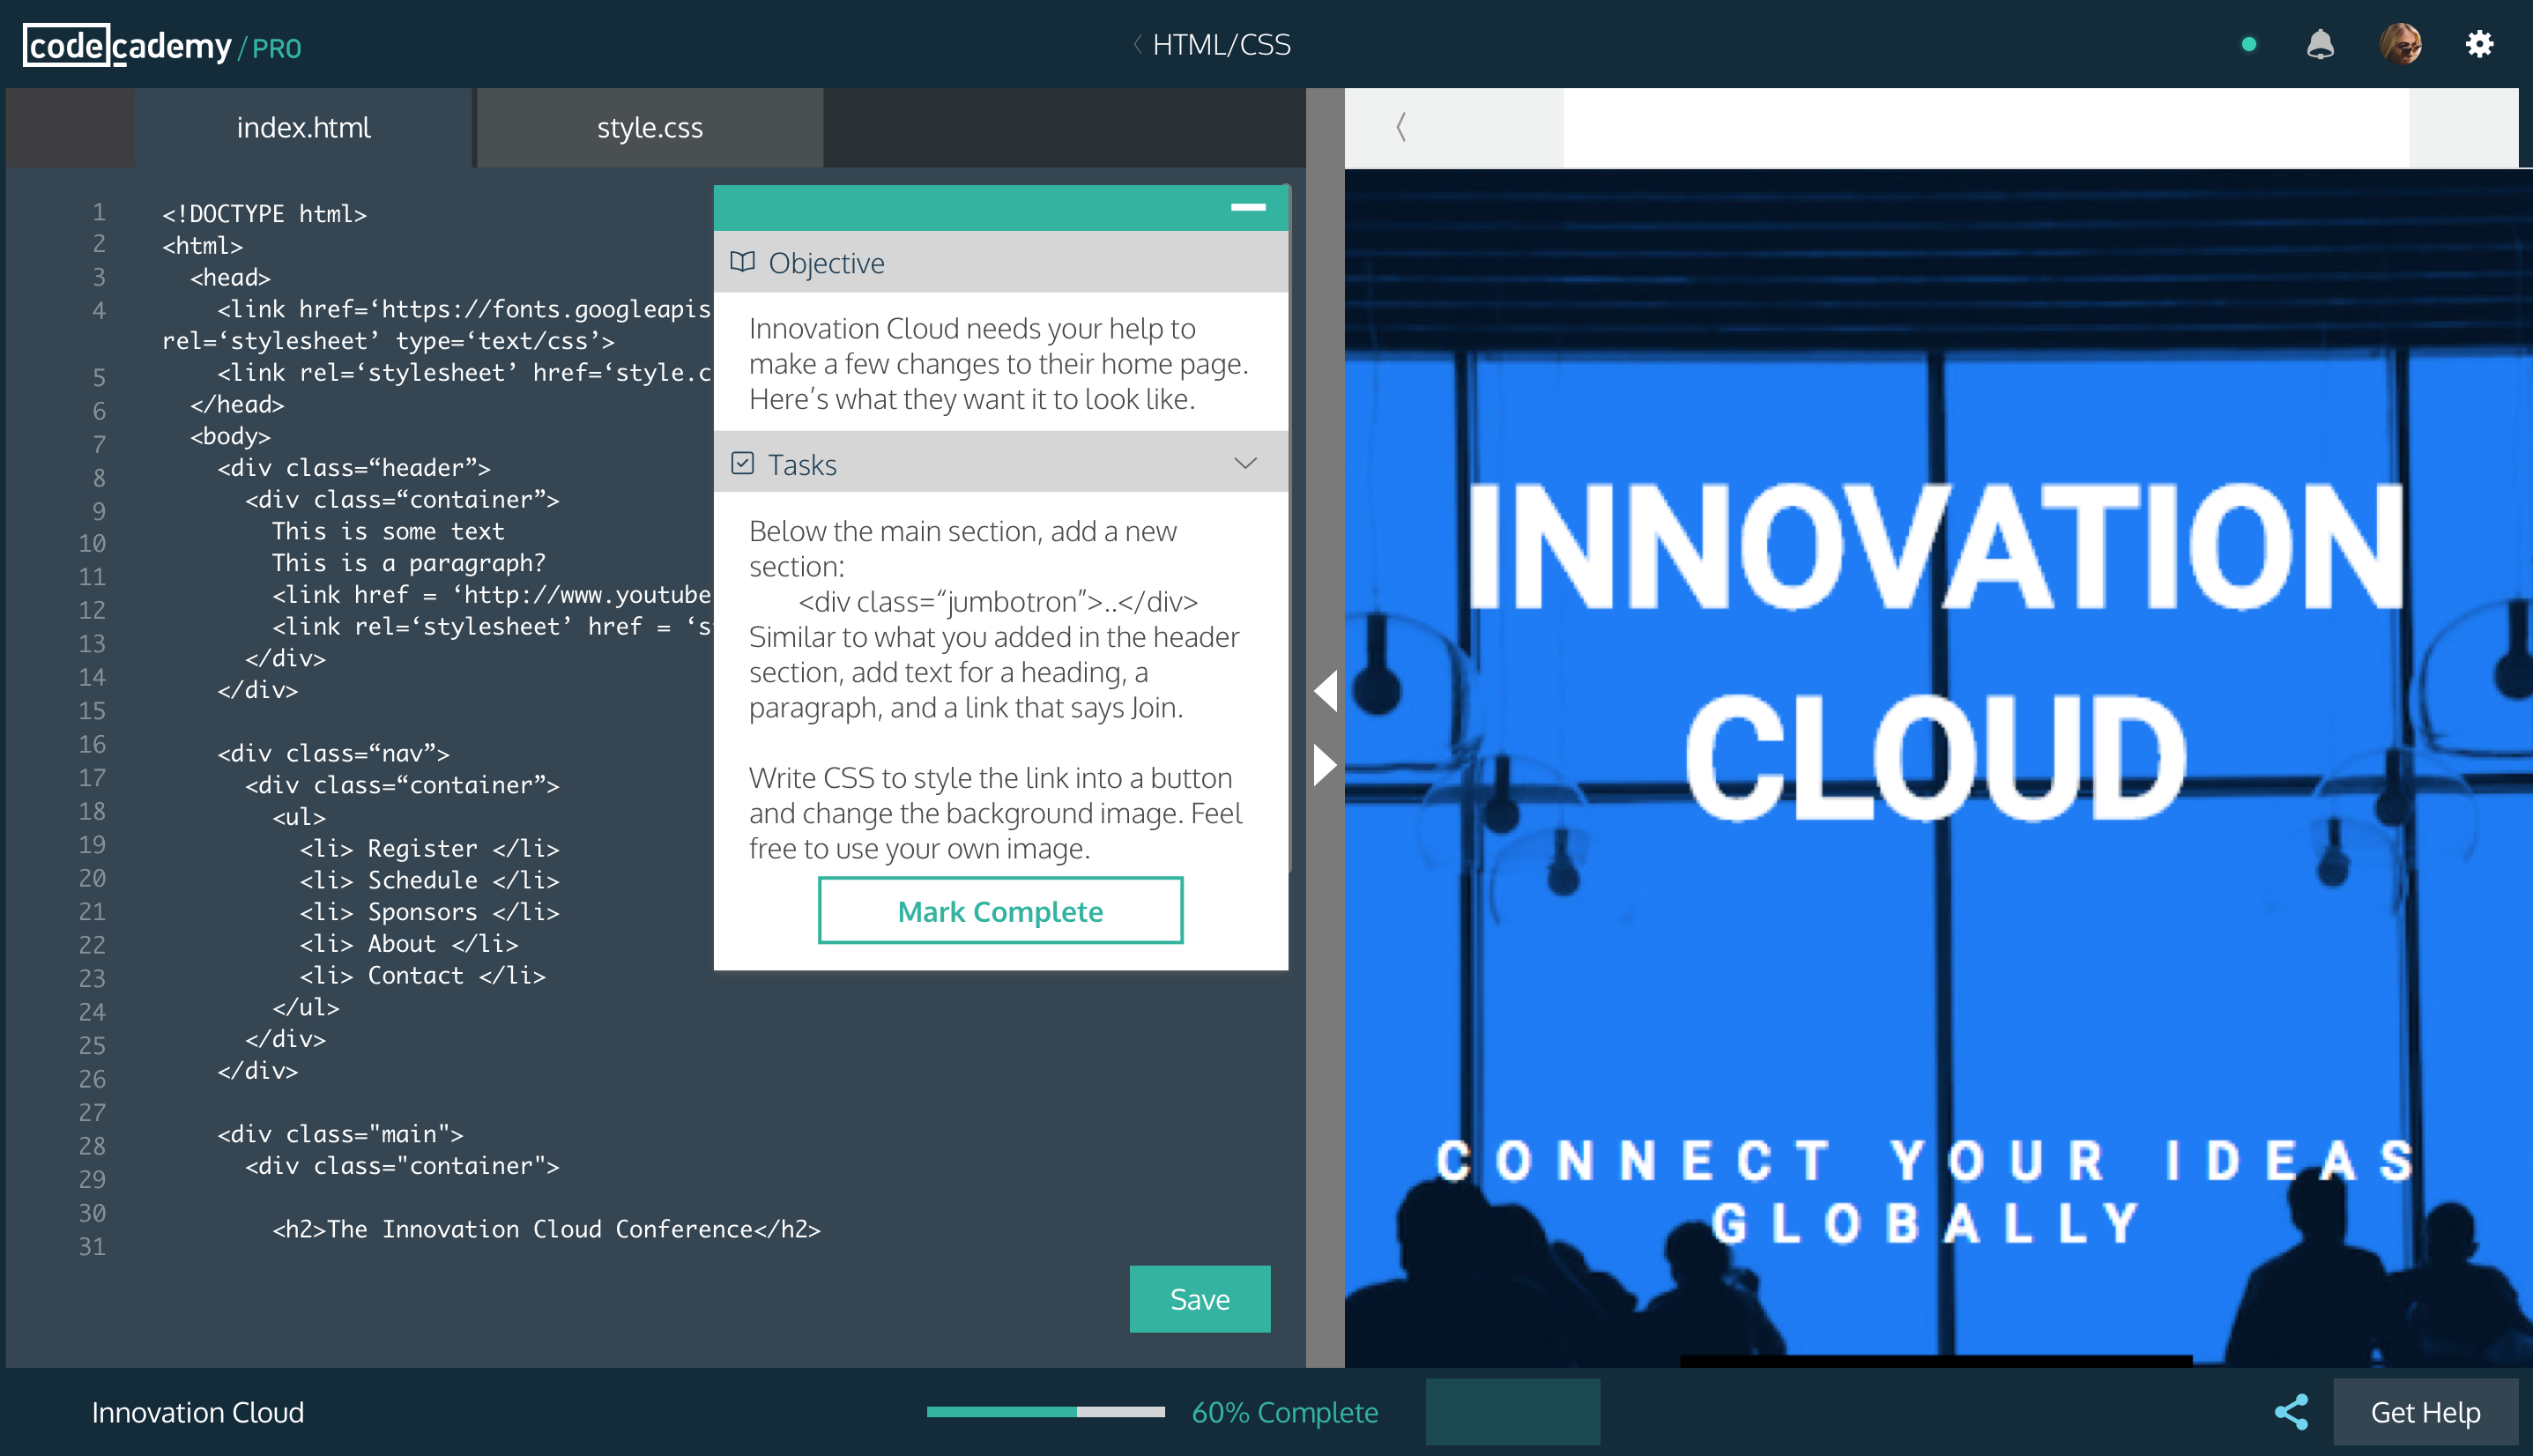 codecademy/PRO
HTML/CSS
index.html
style.css
1 <!DOCTYPE html>
2 <html>
3 <head>
4 <link href=‘https://fonts.googleapis
rel=‘stylesheet’ type=‘text/css’>
5 <link rel=‘stylesheet’ href=‘style.c
6 </head>
7 <body>
8 <div class=“header”>
9 <div class=“container”>
10 This is some text
11 This is a paragraph?
12 <link href = ‘http://www.youtube
13 <link rel=‘stylesheet’ href = ‘s
14 </div>
15 </div>
16 <div class=“nav”>
17 <div class=“container”>
18 <ul>
19 <li> Register </li>
20 <li> Schedule </li>
21 <li> Sponsors </li>
22 <li> About </li>
23 <li> Contact </li>
24 </ul>
25 </div>
26 </div>
27
28 <div class="main">
29 <div class="container">
30
31 <h2>The Innovation Cloud Conference</h2>
Objective
Innovation Cloud needs your help to
make a few changes to their home page.
Here’s what they want it to look like.
Tasks
Below the main section, add a new
section:
<div class=“jumbotron”>..</div>
Similar to what you added in the header
section, add text for a heading, a
paragraph, and a link that says Join.
Write CSS to style the link into a button
and change the background image. Feel
free to use your own image.
Mark Complete
Save
INNOVATION
CLOUD
CONNECT YOUR IDEAS
GLOBALLY
Innovation Cloud
60% Complete
Get Help